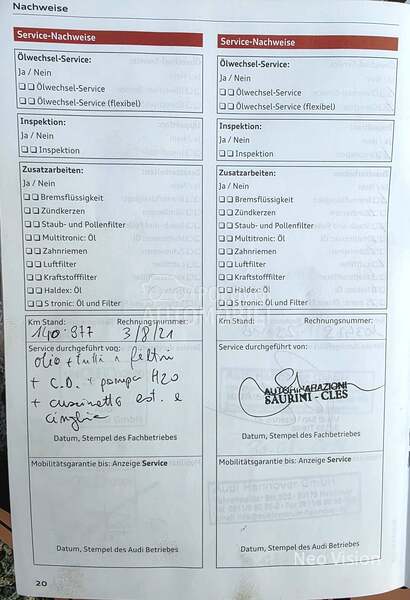 Nachweise
Service-Nachweise
Ölwechsel-Service:
Ja / Nein
Ölwechsel-Service
Ölwechsel-Service (flexibel)
Inspektion:
Ja / Nein
Inspektion
Zusatzarbeiten:
Ja / Nein
Bremsflüssigkeit
Zündkerzen
Staub- und Pollenfilter
Multitronic: Öl
Zahnriemen
Luftfilter
Kraftstofffilter
Haldex: Öl
S tronic: Öl und Filter
Km Stand: Rechnungsnummer:
140.977 3/8/21
Service durchgeführt von:
olio + tutti i filtri
+ C.D. + pompa H2O
+ cuscinetto est. e
cinghia
Datum, Stempel des Fachbetriebes
Mobilitätsgarantie bis: Anzeige Service
Datum, Stempel des Audi Betriebes
20
Service-Nachweise
Ölwechsel-Service:
Ja / Nein
Ölwechsel-Service
Ölwechsel-Service (flexibel)
Inspektion:
Ja / Nein
Inspektion
Zusatzarbeiten:
Ja / Nein
Bremsflüssigkeit
Zündkerzen
Staub- und Pollenfilter
Multitronic: Öl
Zahnriemen
Luftfilter
Kraftstofffilter
Haldex: Öl
S tronic: Öl und Filter
Km Stand: Rechnungsnummer:
Service durchgeführt von:
AUTORIPARAZIONI
SAURINI - CLES
Datum, Stempel des Fachbetriebes
Mobilitätsgarantie bis: Anzeige Service
Datum, Stempel des Audi Betriebes
Neo Vision